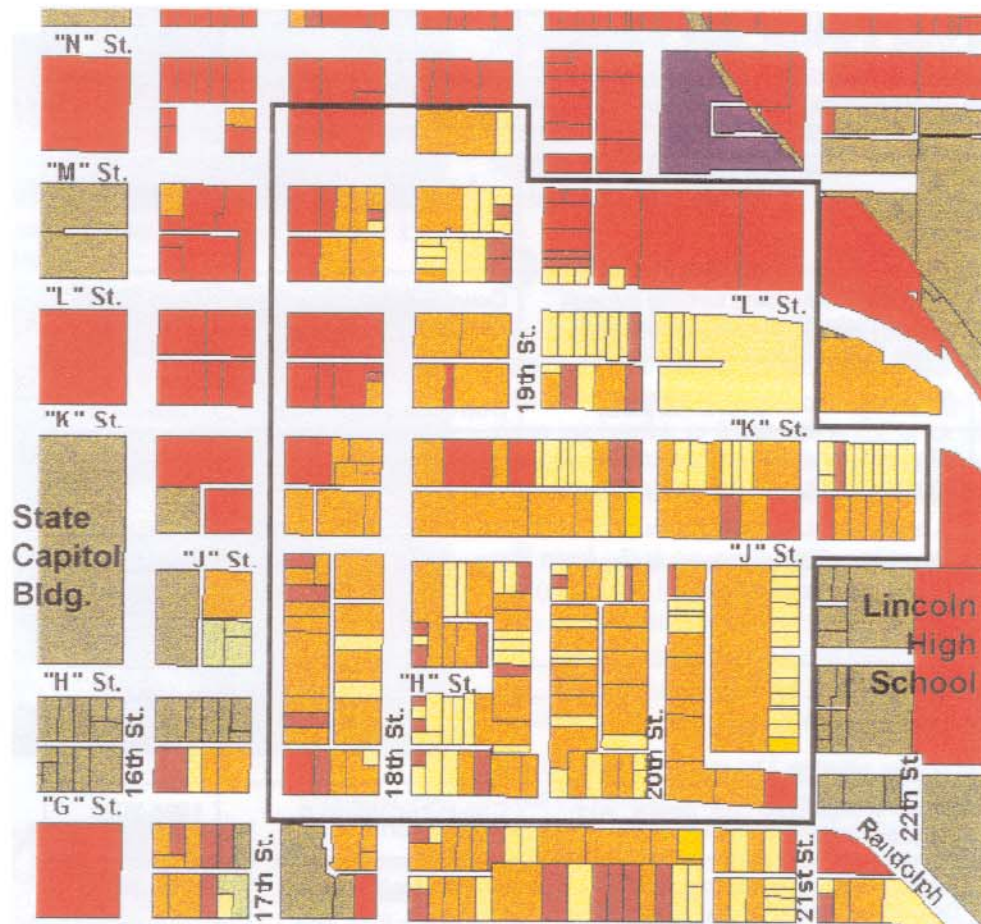 "N" St.
"M" St.
"L" St.
"L" St.
19th St.
"K" St.
"K" St.
State
Capitol
Bldg.
"J" St.
"J" St.
Lincoln
High
School
"H" St.
"H" St.
16th St.
18th St.
20th St.
22th St.
"G" St.
Randolph
17th St.
21st St.